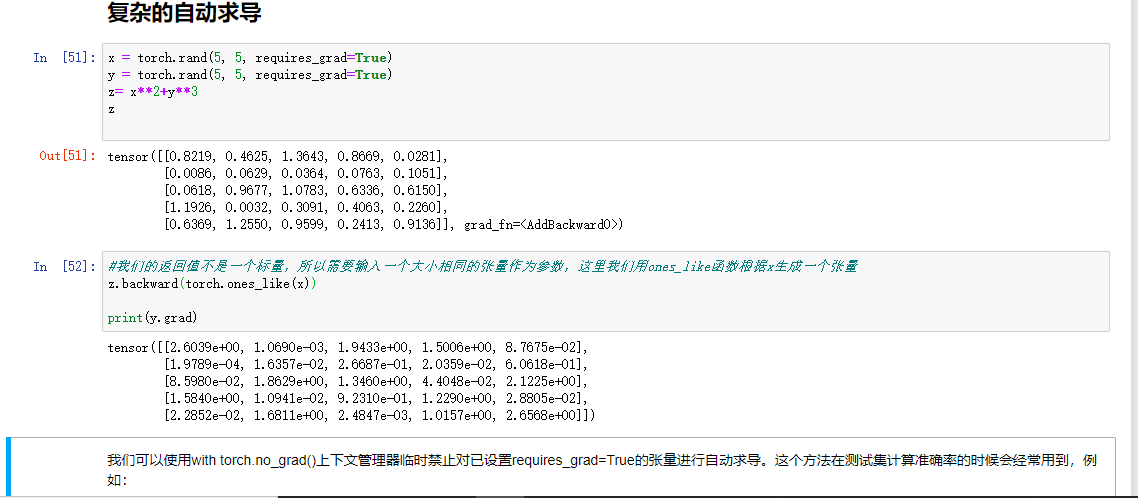 复杂的自动求导
In [51]: x = torch.rand(5, 5, requires_grad=True)
y = torch.rand(5, 5, requires_grad=True)
z= x**2+y**3
z
Out[51]: tensor([[0.8219, 0.4625, 1.3643, 0.8669, 0.0281],
[0.0086, 0.0629, 0.0364, 0.0763, 0.1051],
[0.0618, 0.9677, 1.0783, 0.6336, 0.6150],
[1.1926, 0.0032, 0.3091, 0.4063, 0.2260],
[0.6369, 1.2550, 0.9599, 0.2413, 0.9136]], grad_fn=<AddBackward0>)
In [52]: #我们的返回值不是一个标量，所以需要输入一个大小相同的张量作为参数，这里我们用ones_like函数根据x生成一个张量
z.backward(torch.ones_like(x))
print(y.grad)
tensor([[2.6039e+00, 1.0690e-03, 1.9433e+00, 1.5006e+00, 8.7675e-02],
[1.9789e-04, 1.6357e-02, 2.6687e-01, 2.0359e-02, 6.0618e-01],
[8.5980e-02, 1.8629e+00, 1.3460e+00, 4.4048e-02, 2.1225e+00],
[1.5840e+00, 1.0941e-02, 9.2310e-01, 1.2290e+00, 2.8805e-02],
[2.2852e-02, 1.6811e+00, 2.4847e-03, 1.0157e+00, 2.6568e+00]])
我们可以使用with torch.no_grad()上下文管理器临时禁止对已设置requires_grad=True的张量进行自动求导。这个方法在测试集计算准确率的时候会经常用到，例
如：